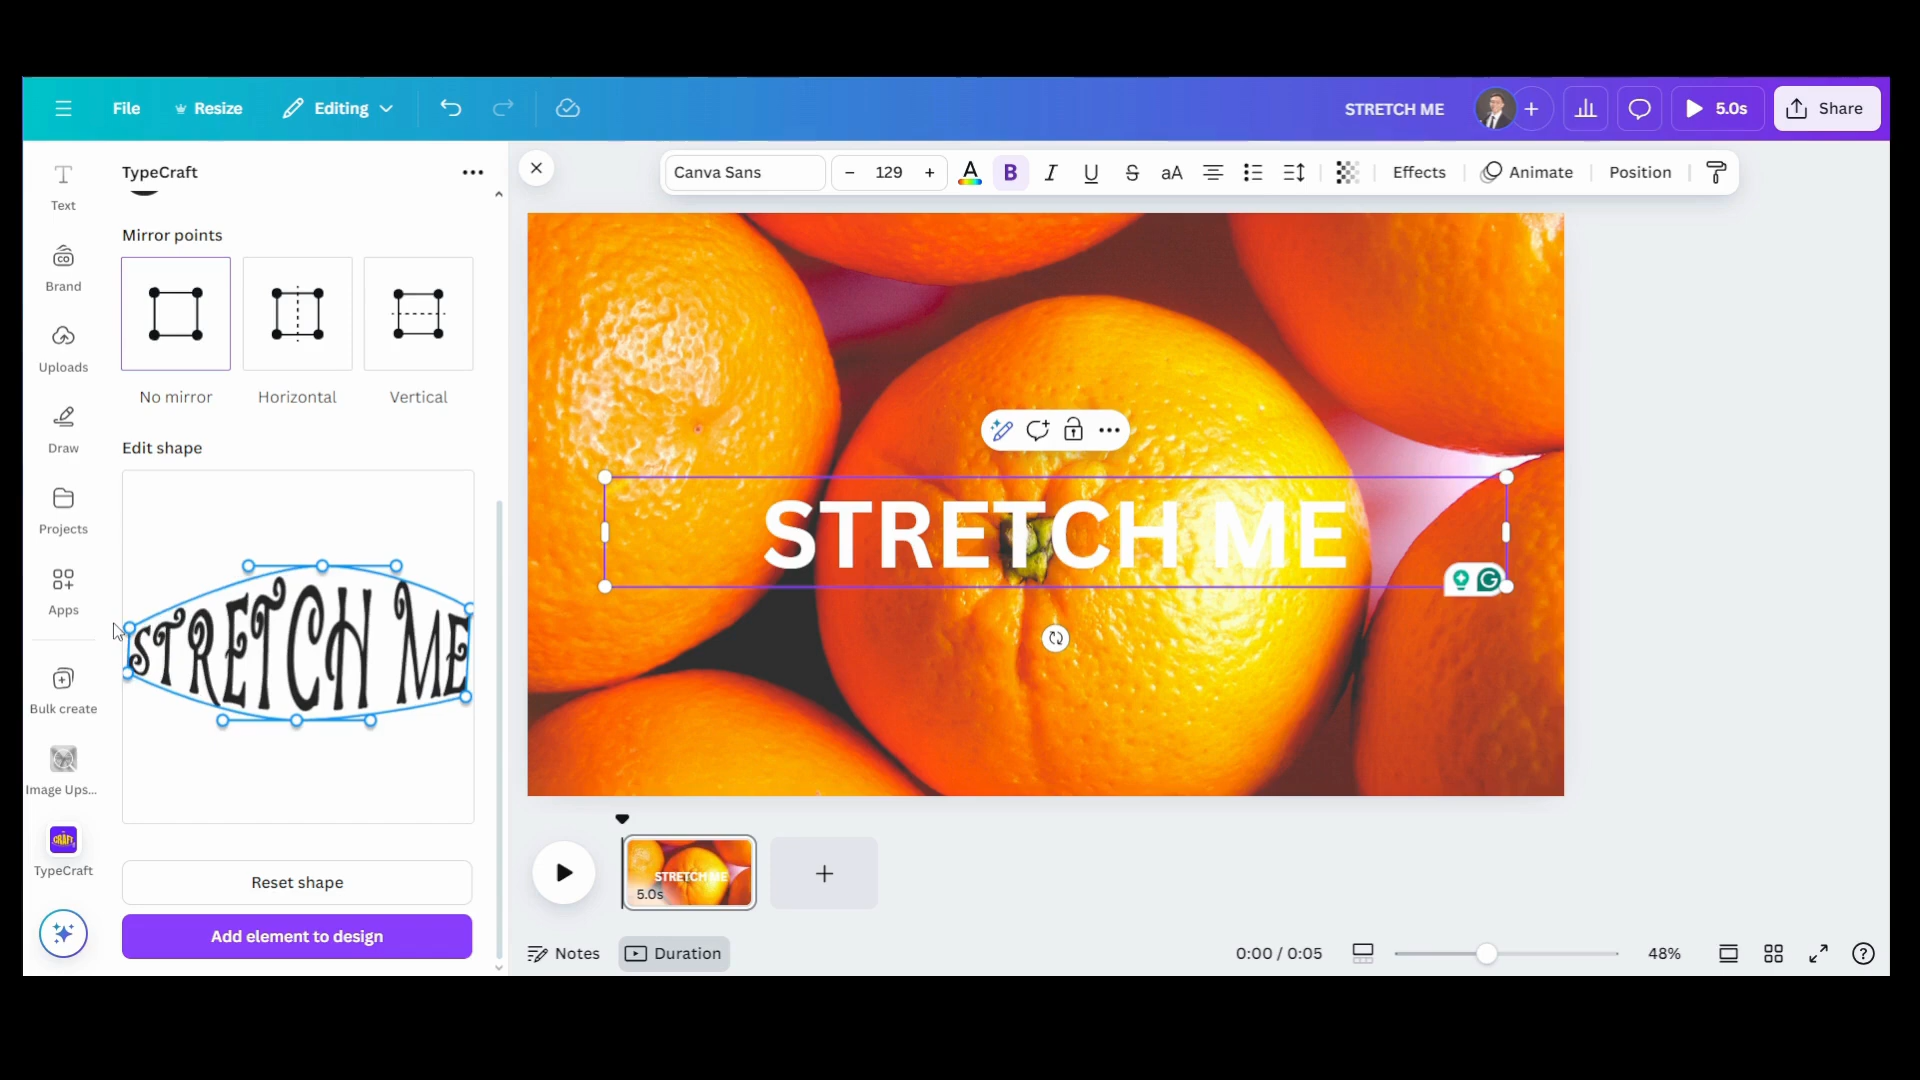 File
Resize
Editing
STRETCH ME
5.0s
Share
Text
Brand
Uploads
Draw
Projects
Apps
Bulk create
Image Ups...
TypeCraft
TypeCraft
Mirror points
No mirror
Horizontal
Vertical
Edit shape
STRETCH ME
Reset shape
Add element to design
Canva Sans
129
A
B
I
U
S
aA
Effects
Animate
Position
STRETCH ME
STRETCH ME
5.0s
Notes
Duration
0:00 / 0:05
48%